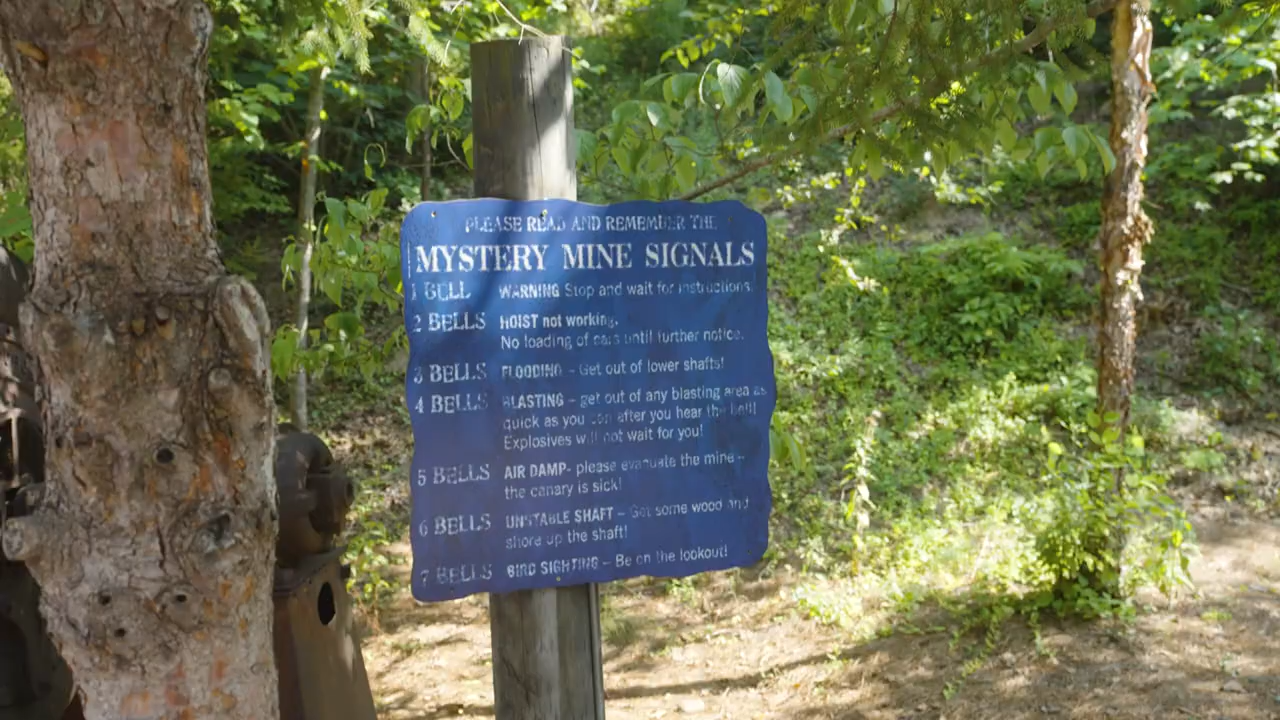 PLEASE READ AND REMEMBER THE
MYSTERY MINE SIGNALS
1 BELL WARNING Stop and wait for instructions.
2 BELLS HOIST not working.
No loading of cars until further notice.
3 BELLS FLOODING – Get out of lower shafts!
4 BELLS BLASTING – get out of any blasting area as
quick as you can after you hear the bell!
Explosives will not wait for you!
5 BELLS AIR DAMP- please evacuate the mine –
the canary is sick!
6 BELLS UNSTABLE SHAFT – Get some wood and
shore up the shaft!
7 BELLS BIRD SIGHTING – Be on the lookout!